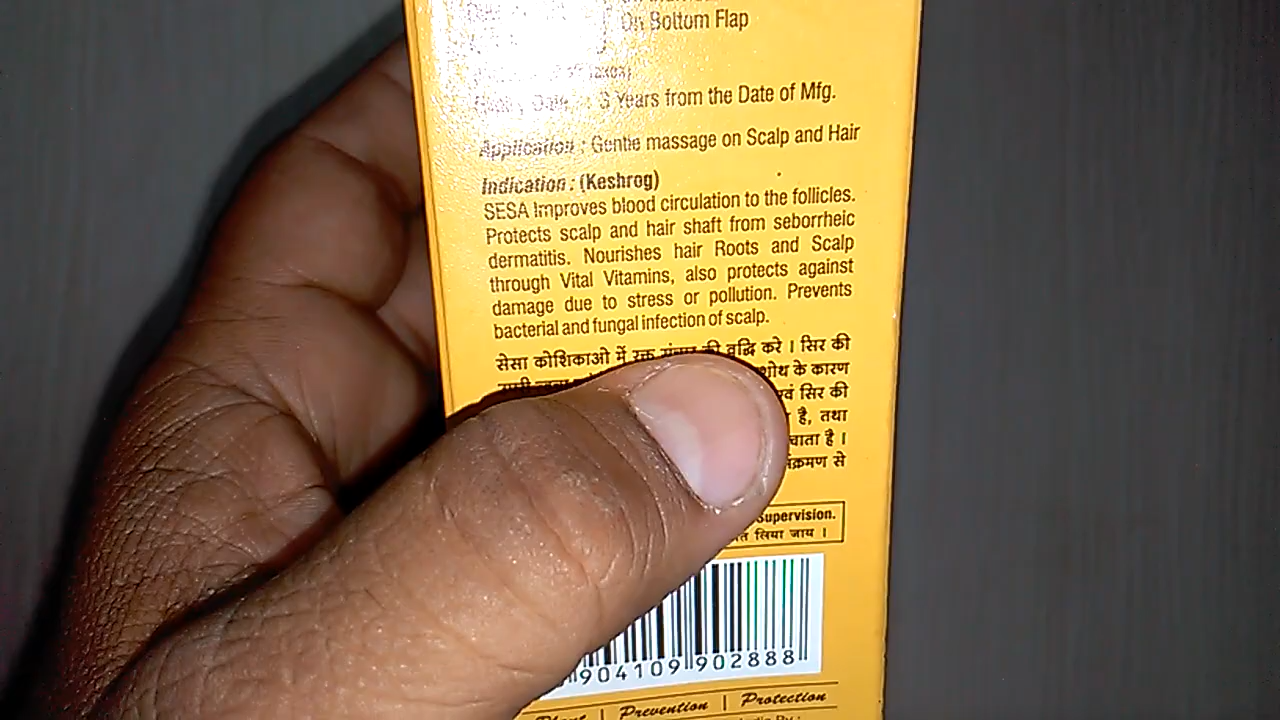 On Bottom Flap
3 Years from the Date of Mfg.
Application : Gentle massage on Scalp and Hair
Indication : (Keshrog)
SESA Improves blood circulation to the follicles.
Protects scalp and hair shaft from seborrheic
dermatitis. Nourishes hair Roots and Scalp
through Vital Vitamins, also protects against
damage due to stress or pollution. Prevents
bacterial and fungal infection of scalp.
सेसा कोशिकाओ में रक्त की वृद्धि करे । सिर की
के कारण
एवं सिर की
है, तथा
है ।
से
Supervision.
लिया जाय ।
904109 902888
Prevention | Protection